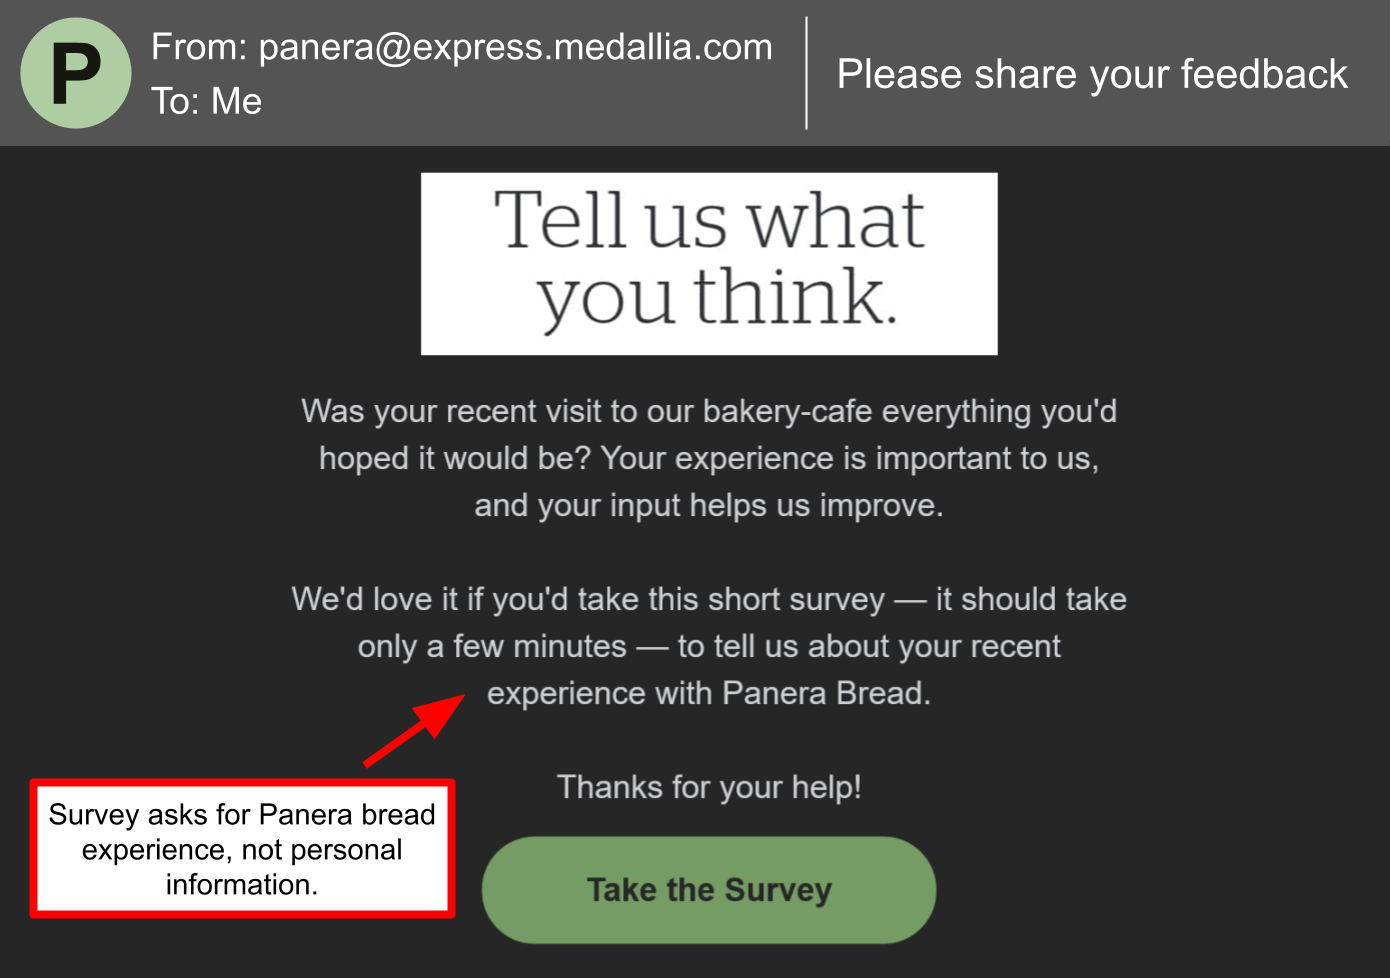 P
From: panera@express.medallia.com
To: Me
Please share your feedback
Tell us what
you think.
Was your recent visit to our bakery-cafe everything you'd
hoped it would be? Your experience is important to us,
and your input helps us improve.
We'd love it if you'd take this short survey — it should take
only a few minutes — to tell us about your recent
experience with Panera Bread.
Thanks for your help!
Survey asks for Panera bread
experience, not personal
information.
Take the Survey